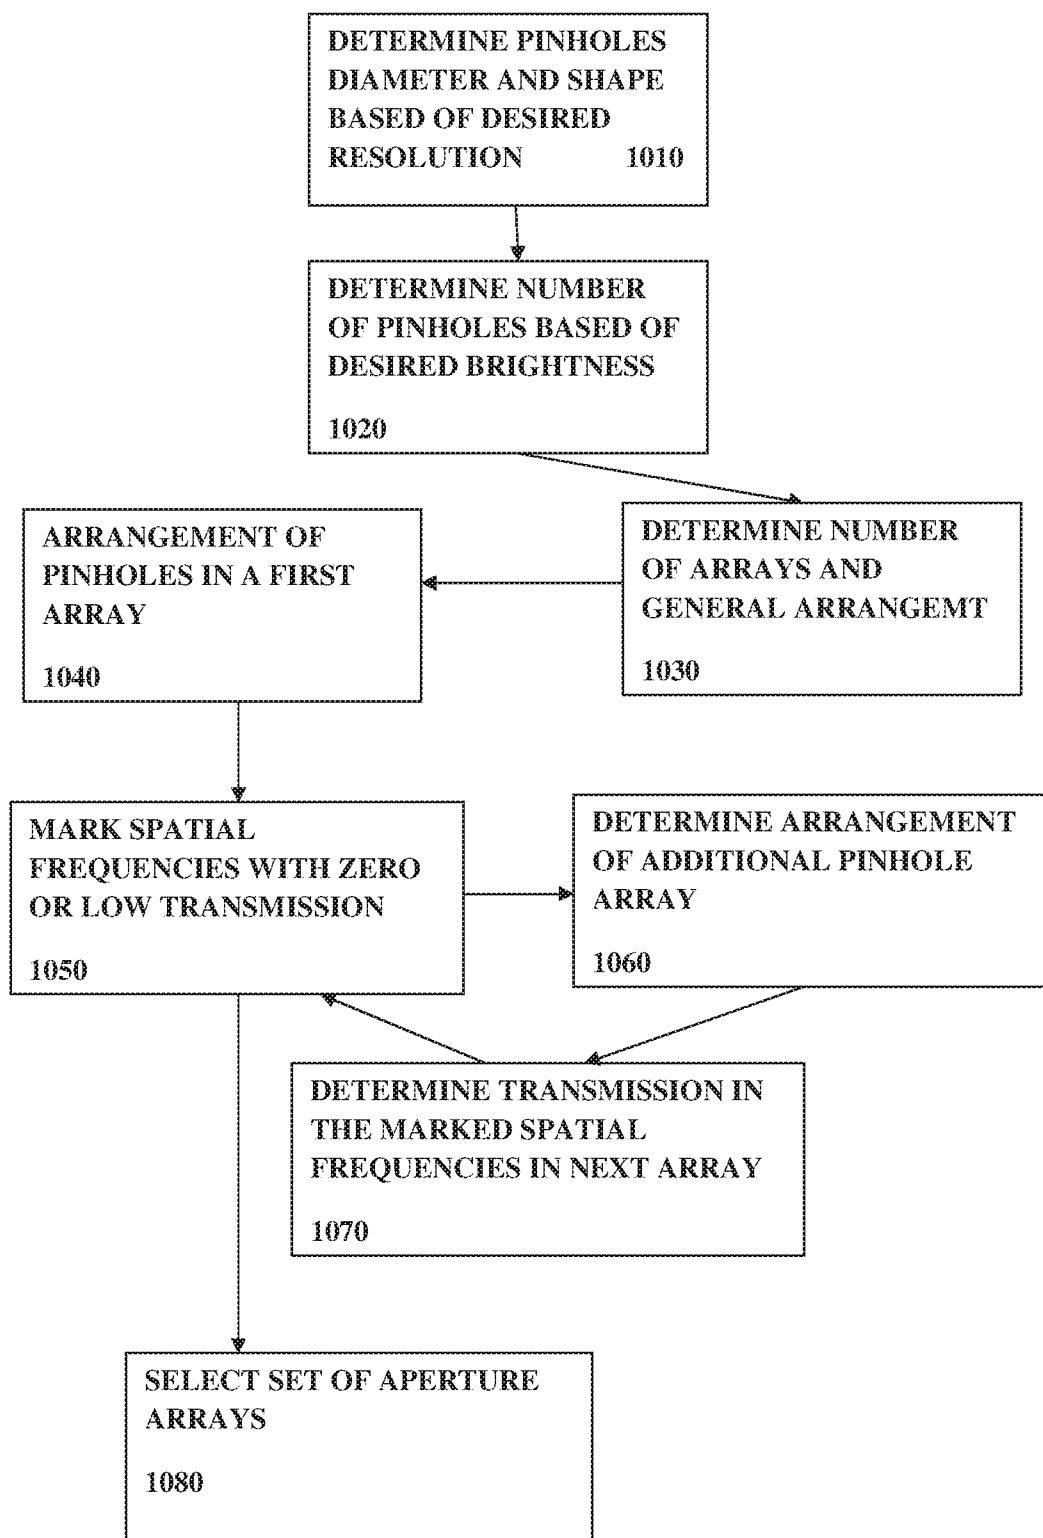 DETERMINE PINHOLES
DIAMETER AND SHAPE
BASED OF DESIRED
RESOLUTION 1010
DETERMINE NUMBER
OF PINHOLES BASED OF
DESIRED BRIGHTNESS
1020
DETERMINE NUMBER
OF ARRAYS AND
GENERAL ARRANGEMT
1030
ARRANGEMENT OF
PINHOLES IN A FIRST
ARRAY
1040
MARK SPATIAL
FREQUENCIES WITH ZERO
OR LOW TRANSMISSION
1050
DETERMINE ARRANGEMENT
OF ADDITIONAL PINHOLE
ARRAY
1060
DETERMINE TRANSMISSION IN
THE MARKED SPATIAL
FREQUENCIES IN NEXT ARRAY
1070
SELECT SET OF APERTURE
ARRAYS
1080